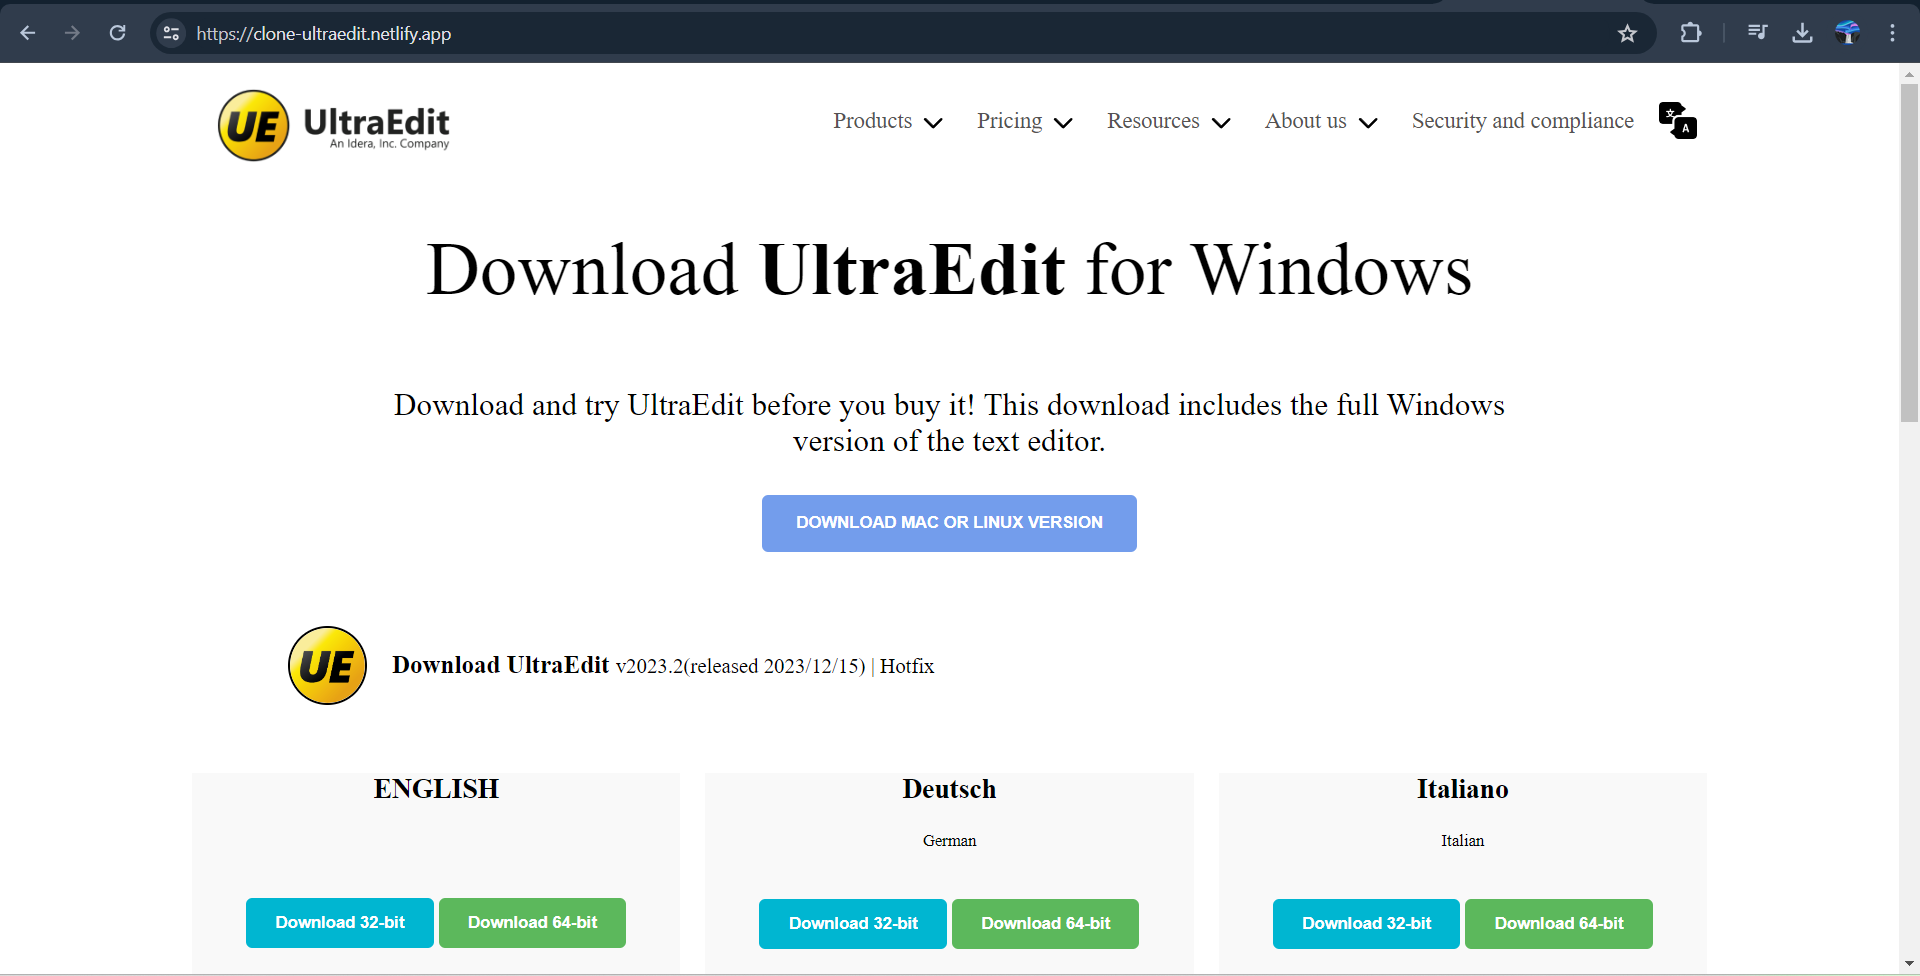 https://clone-ultraedit.netlify.app
UE UltraEdit
An Idera, Inc. Company
Products Pricing Resources About us Security and compliance 文 A
Download UltraEdit for Windows
Download and try UltraEdit before you buy it! This download includes the full Windows
version of the text editor.
DOWNLOAD MAC OR LINUX VERSION
UE Download UltraEdit v2023.2(released 2023/12/15) | Hotfix
ENGLISH Deutsch Italiano
German Italian
Download 32-bit Download 64-bit Download 32-bit Download 64-bit Download 32-bit Download 64-bit